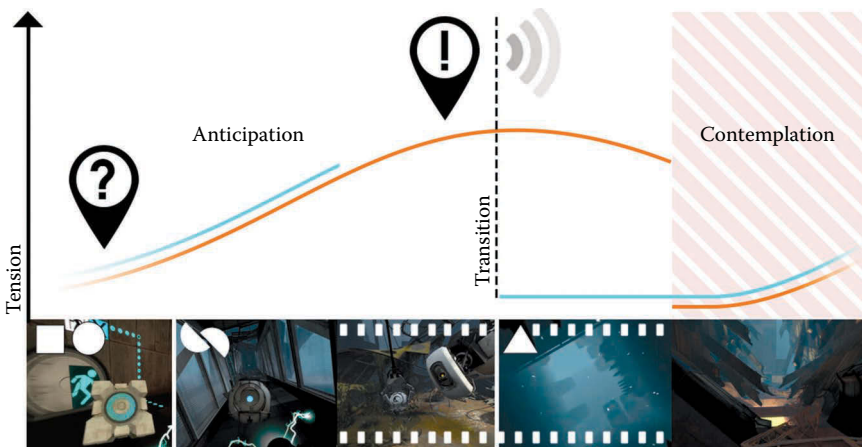 !
?
Anticipation
Contemplation
Tension
Transition